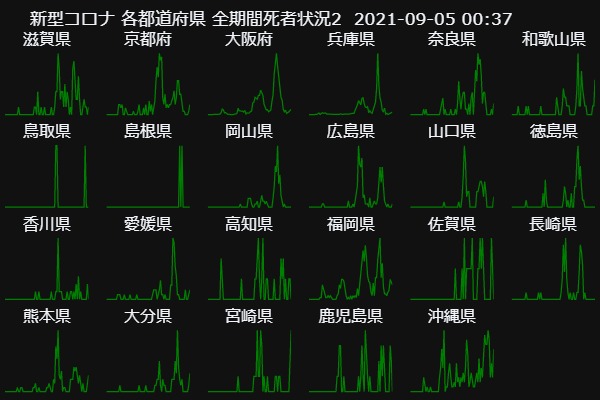 新型コロナ 各都道府県 全期間死者状況2 2021-09-05 00:37
滋賀県 京都府 大阪府 兵庫県 奈良県 和歌山県
鳥取県 島根県 岡山県 広島県 山口県 徳島県
香川県 愛媛県 高知県 福岡県 佐賀県 長崎県
熊本県 大分県 宮崎県 鹿児島県 沖縄県